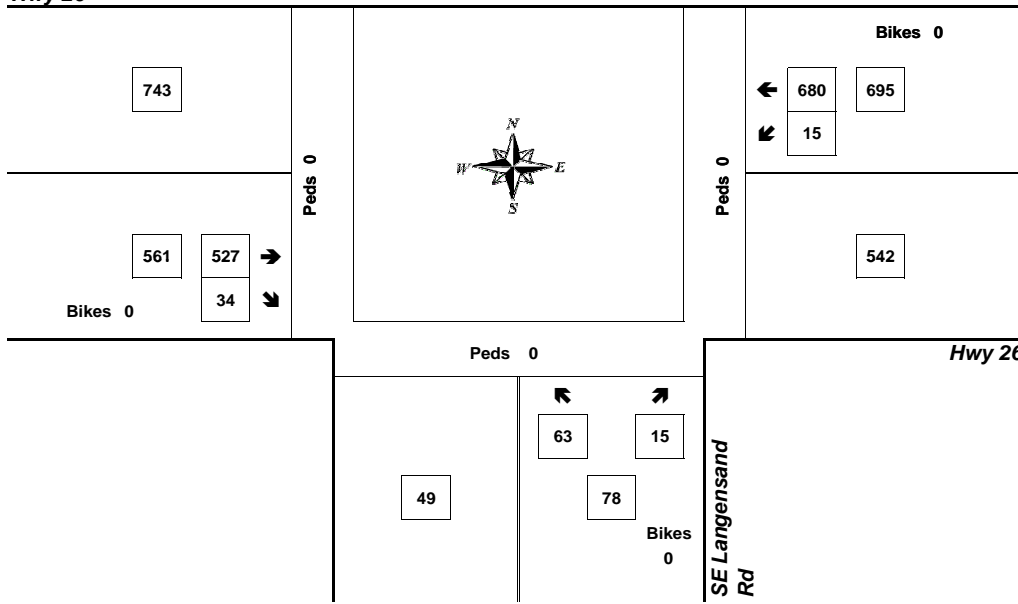 Bikes 0
743
680 695
15
N
W E
S
Peds 0
Peds 0
561 527
34
Bikes 0
542
Hwy 26
Peds 0
63 15
49
78
Bikes
0
SE Langensand
Rd